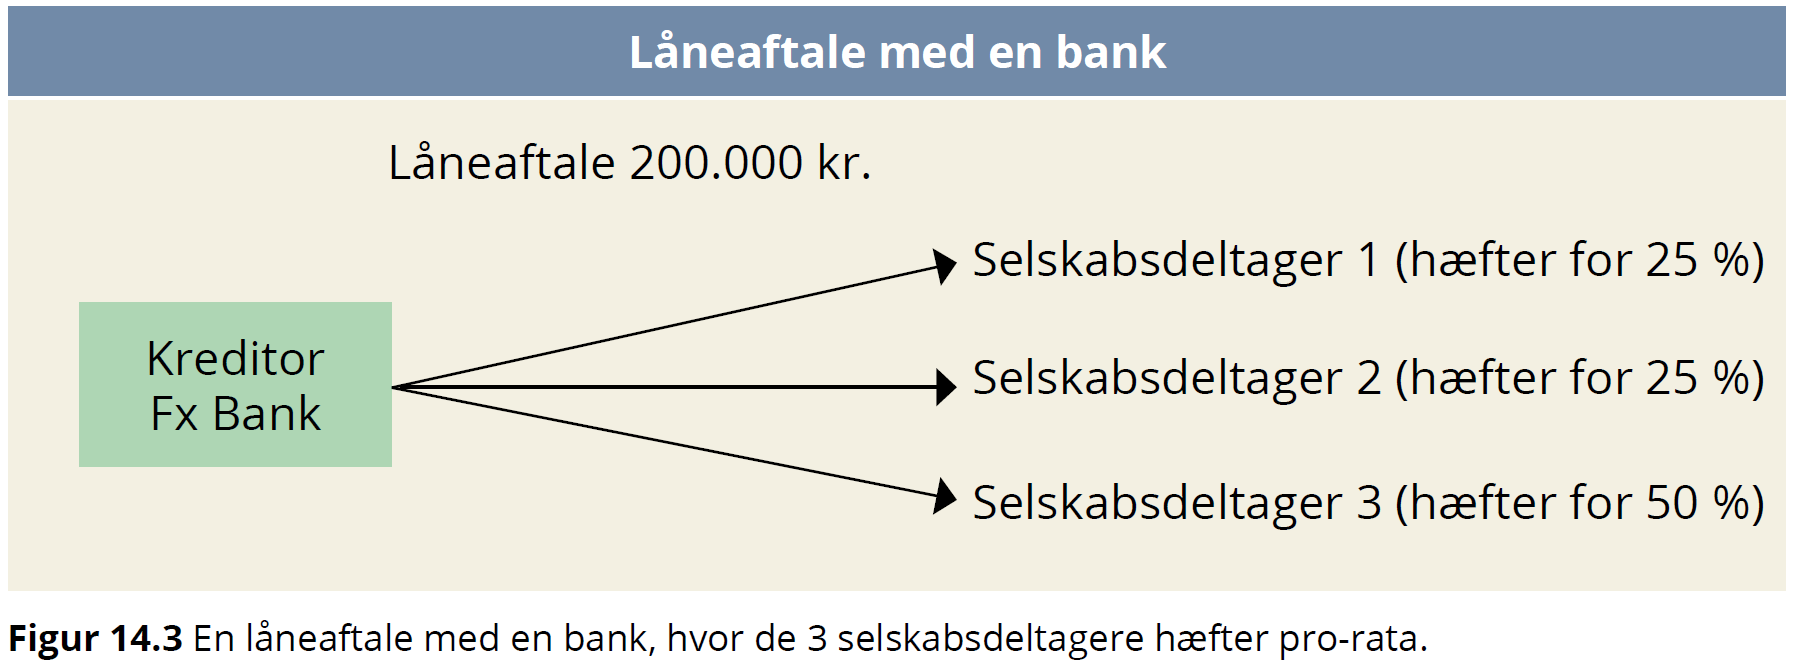 Låneaftale med en bank
Låneaftale 200.000 kr.
Selskabsdeltager 1 (hæfter for 25 %)
Kreditor
Fx Bank
Selskabsdeltager 2 (hæfter for 25 %)
Selskabsdeltager 3 (hæfter for 50 %)
Figur 14.3 En låneaftale med en bank, hvor de 3 selskabsdeltagere hæfter pro-rata.